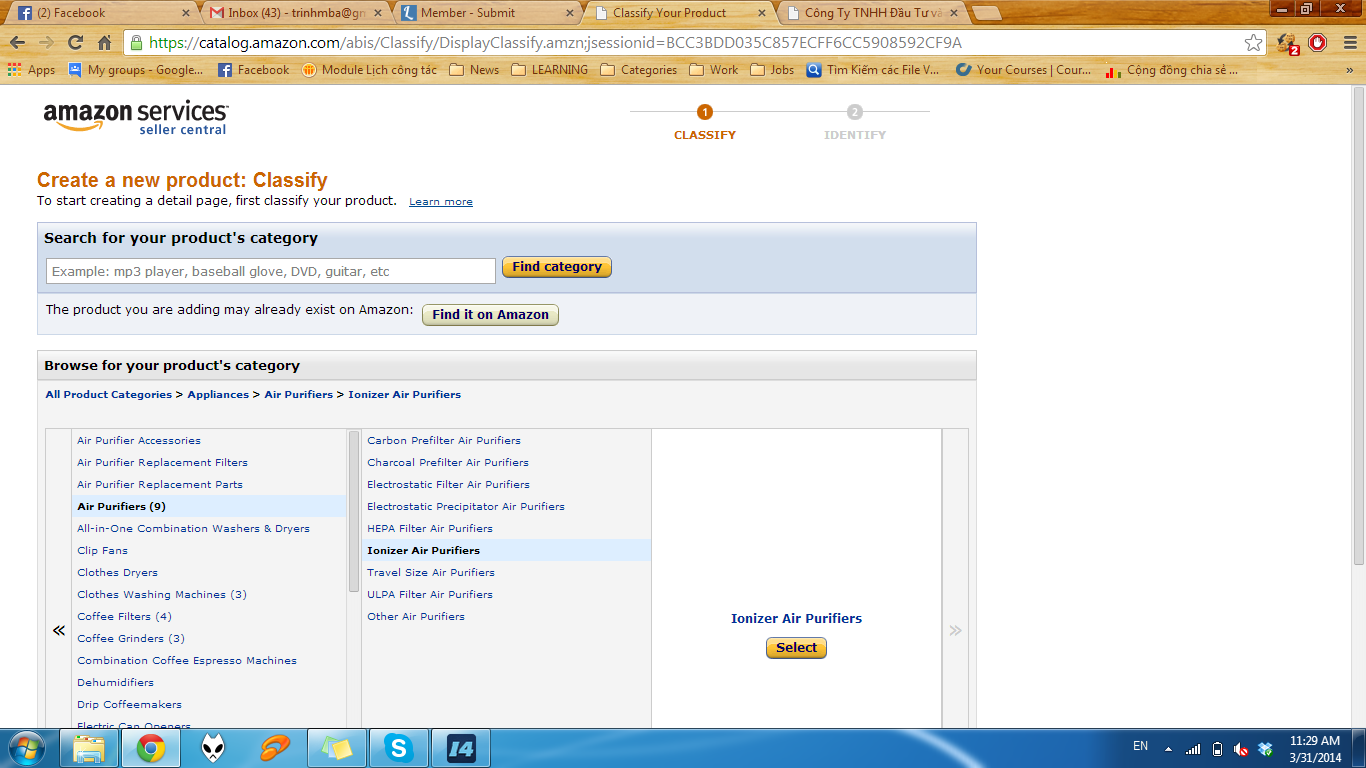 (2) Facebook
Inbox (43) - trinhmba@gm
Member - Submit
Classify Your Product
Công Ty TNHH Đầu Tư và
https://catalog.amazon.com/abis/Classify/DisplayClassify.amzn;jsessionid=BCC3BDD035C857ECFF6CC5908592CF9A
2
Apps
My groups - Google...
Facebook
Module Lịch công tác
News
LEARNING
Categories
Work
Jobs
Tìm Kiếm các File V...
Your Courses | Cour...
Cộng đồng chia sẻ ...
»
amazon services
seller central
1
CLASSIFY
2
IDENTIFY
Create a new product: Classify
To start creating a detail page, first classify your product. Learn more
Search for your product's category
Example: mp3 player, baseball glove, DVD, guitar, etc
Find category
The product you are adding may already exist on Amazon: Find it on Amazon
Browse for your product's category
All Product Categories > Appliances > Air Purifiers > Ionizer Air Purifiers
«
Air Purifier Accessories
Air Purifier Replacement Filters
Air Purifier Replacement Parts
Air Purifiers (9)
All-in-One Combination Washers & Dryers
Clip Fans
Clothes Dryers
Clothes Washing Machines (3)
Coffee Filters (4)
Coffee Grinders (3)
Combination Coffee Espresso Machines
Dehumidifiers
Drip Coffeemakers
Electric Can Openers
Carbon Prefilter Air Purifiers
Charcoal Prefilter Air Purifiers
Electrostatic Filter Air Purifiers
Electrostatic Precipitator Air Purifiers
HEPA Filter Air Purifiers
Ionizer Air Purifiers
Travel Size Air Purifiers
ULPA Filter Air Purifiers
Other Air Purifiers
Ionizer Air Purifiers
Select
»
EN
11:29 AM
3/31/2014